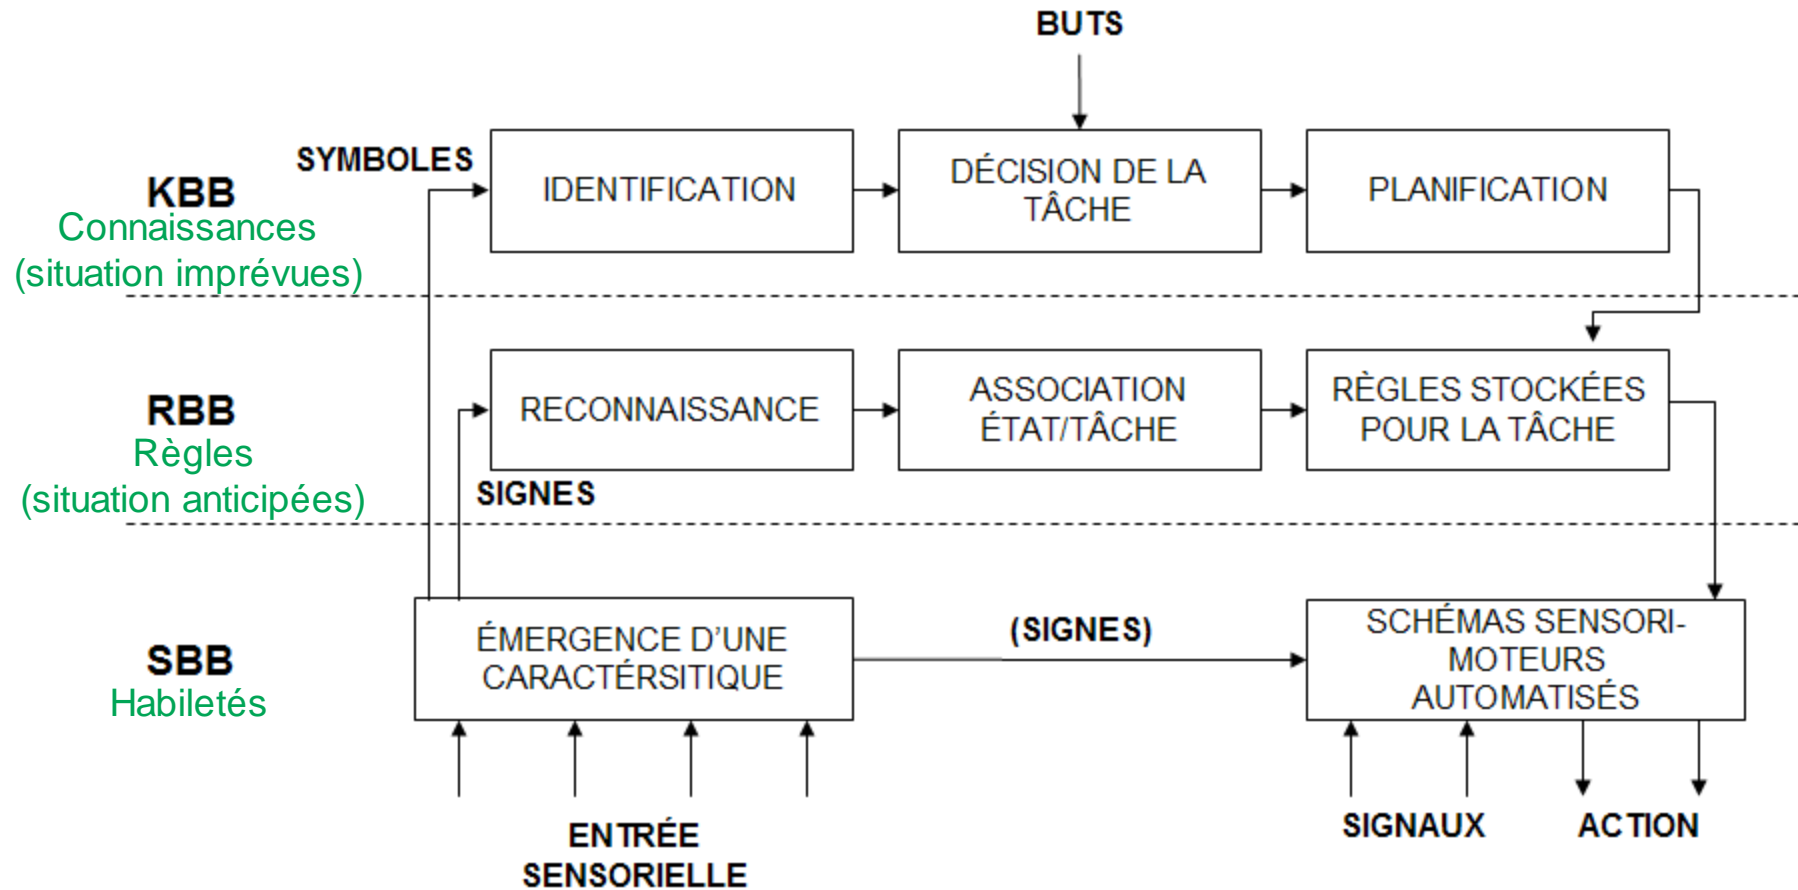 BUTS
SYMBOLES
IDENTIFICATION
DÉCISION DE LA
TÂCHE
PLANIFICATION
KBB
Connaissances
(situation imprévues)
RECONNAISSANCE
ASSOCIATION
ÉTAT/TÂCHE
RÈGLES STOCKÉES
POUR LA TÂCHE
RBB
Règles
(situation anticipées)
SIGNES
ÉMERGENCE D'UNE
CARACTÉRSITIQUE
(SIGNES)
SCHÉMAS SENSORI-
MOTEURS
AUTOMATISÉS
SBB
Habiletés
ENTRÉE
SENSORIELLE
SIGNAUX
ACTION